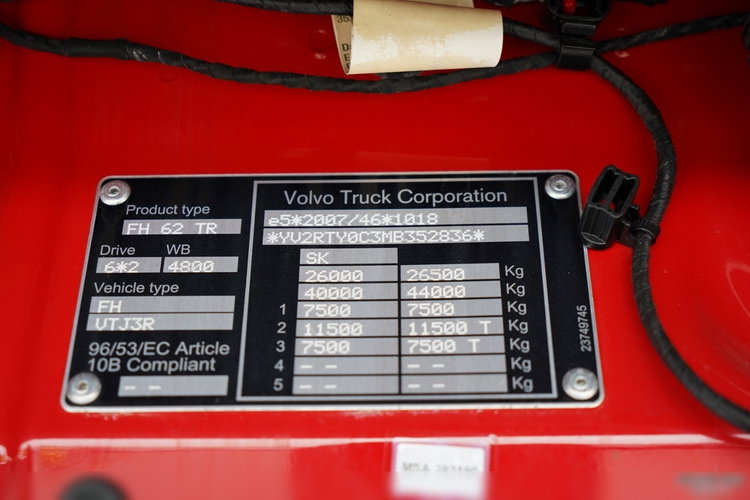 35
D
E
Volvo Truck Corporation
Product type
FH 62 TR
Drive WB
6*2 4800
Vehicle type
FH
VTJ3R
96/53/EC Article
10B Compliant
- -
e5*2007/46*1018
*YV2RTY0C3MB352836*
SK
26000 26500 Kg
40000 44000 Kg
1 7500 7500 Kg
2 11500 11500 T Kg
3 7500 7500 T Kg
4 - - - - Kg
5 - - - - Kg
23749745
MSA